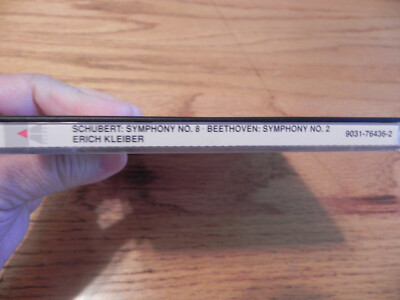 SCHUBERT: SYMPHONY NO. 8 · BEETHOVEN: SYMPHONY NO. 2 9031-76436-2
ERICH KLEIBER